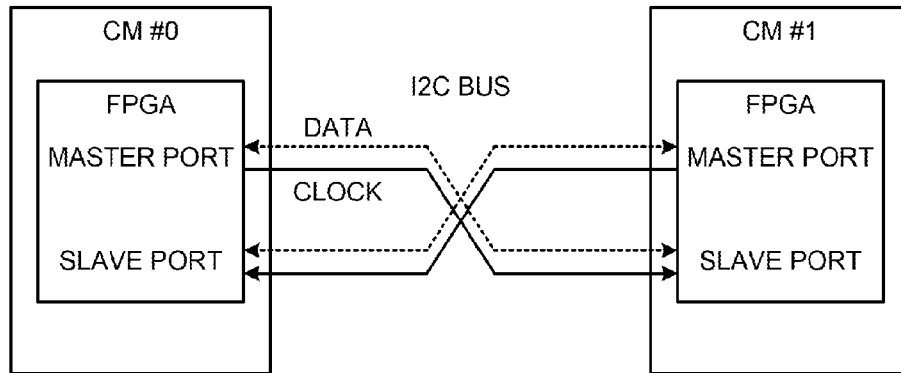 CM #0
CM #1
I2C BUS
FPGA
FPGA
DATA
MASTER PORT
MASTER PORT
CLOCK
SLAVE PORT
SLAVE PORT